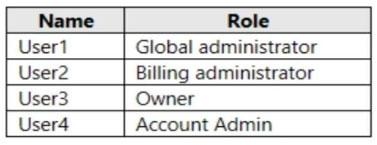 Name Role
User1 Global administrator
User2 Billing administrator
User3 Owner
User4 Account Admin